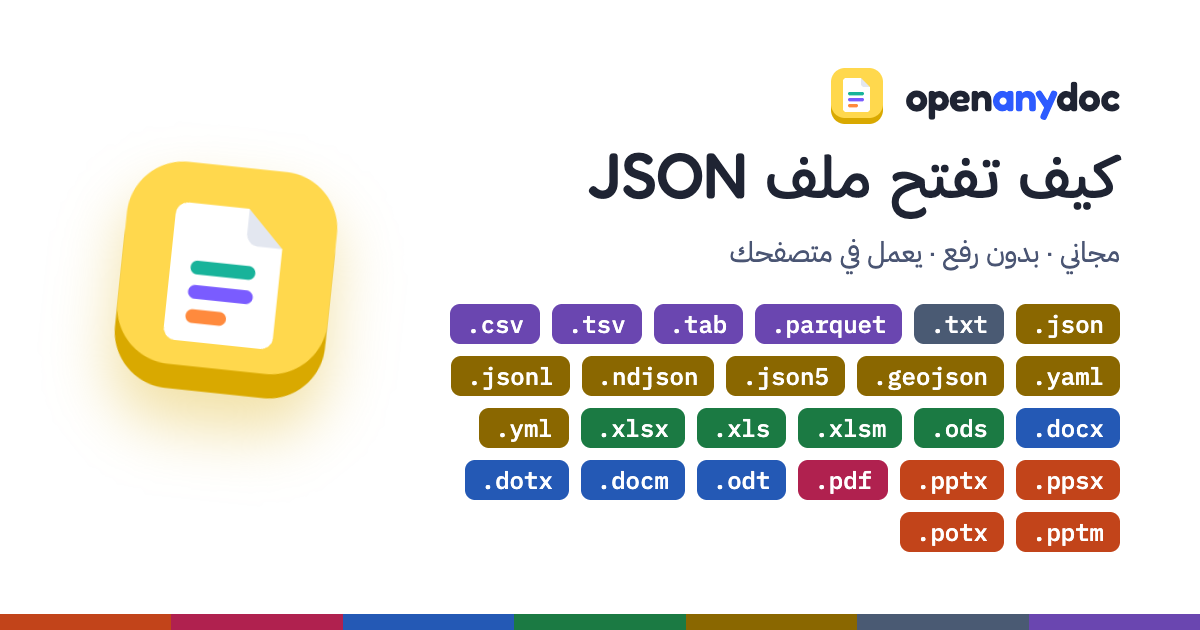 openanydoc
كيف تفتح ملف JSON
مجاني · بدون رفع · يعمل في متصفحك
.json .txt .parquet .tab .tsv .csv
.yaml .geojson .json5 .ndjson .jsonl
.docx .ods .xlsm .xls .xlsx .yml
.ppsx .pptx .pdf .odt .docm .dotx
.pptm .potx